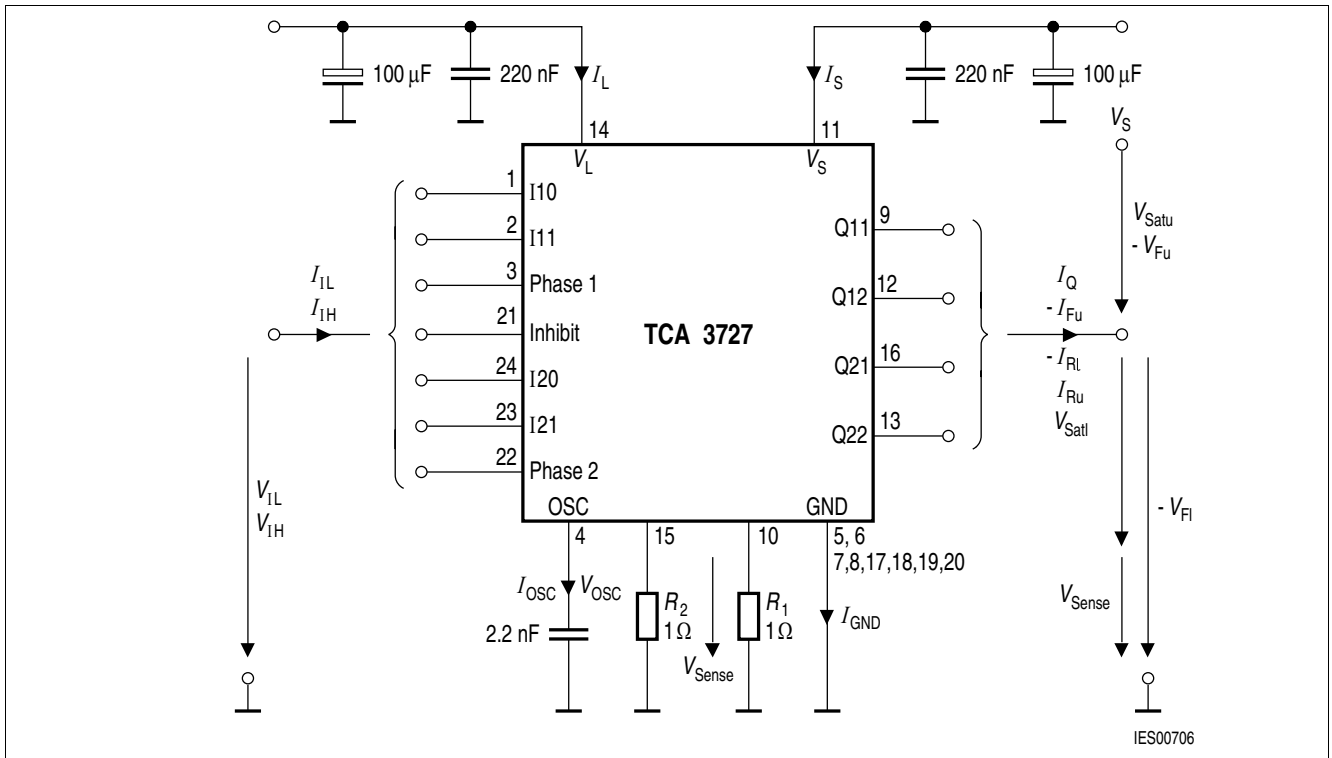 100 μF
220 nF
I_L
I_S
220 nF
100 μF
V_S
14
11
V_L
V_S
1
I10
2
I11
3
Phase 1
21
Inhibit
24
I20
23
I21
22
Phase 2
TCA 3727
Q11
9
Q12
12
Q21
16
Q22
13
I_IL
I_IH
V_IL
V_IH
V_Satu
- V_Fu
I_Q
- I_Fu
- I_Rl
I_Ru
V_Satl
- V_Fl
V_Sense
OSC
GND
4
15
10
5, 6
7,8,17,18,19,20
I_OSC
V_OSC
2.2 nF
R_2
1Ω
V_Sense
R_1
1Ω
I_GND
IES00706